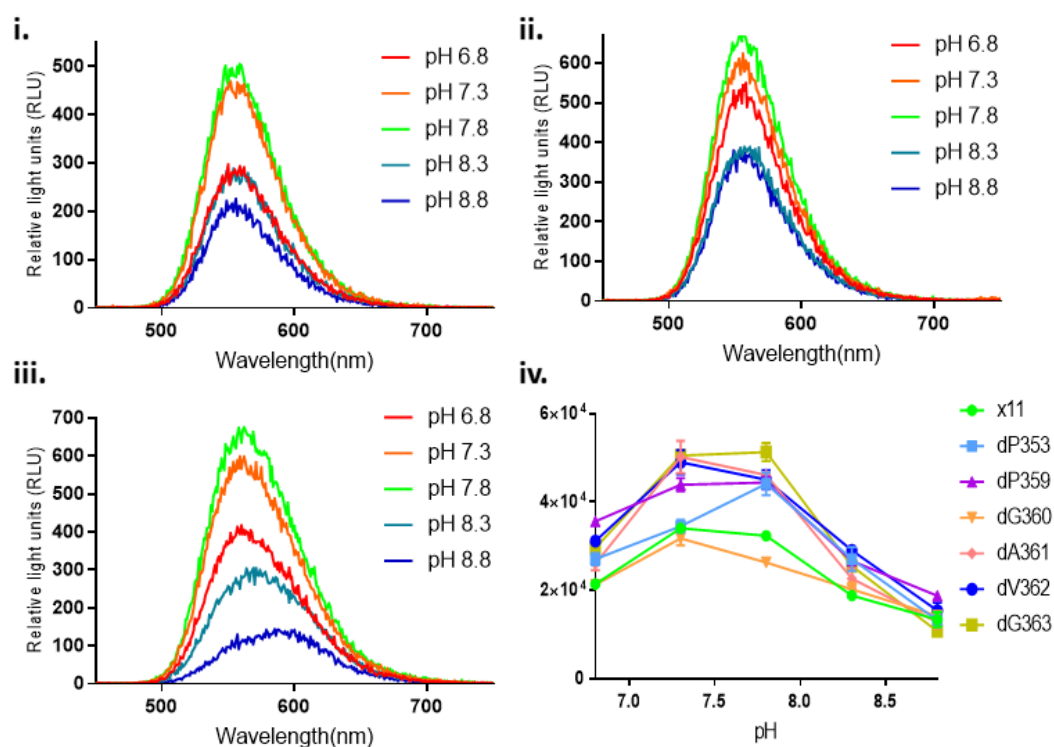 i.
Relative light units (RLU)
500
400
300
200
100
0
500
600
700
Wavelength(nm)
pH 6.8
pH 7.3
pH 7.8
pH 8.3
pH 8.8
ii.
Relative light units (RLU)
600
500
400
300
200
100
0
500
600
700
Wavelength(nm)
pH 6.8
pH 7.3
pH 7.8
pH 8.3
pH 8.8
iii.
Relative light units (RLU)
700
600
500
400
300
200
100
0
500
600
700
Wavelength(nm)
pH 6.8
pH 7.3
pH 7.8
pH 8.3
pH 8.8
iv.
6×10⁴
4×10⁴
2×10⁴
0
7.0
7.5
8.0
8.5
pH
x11
dP353
dP359
dG360
dA361
dV362
dG363